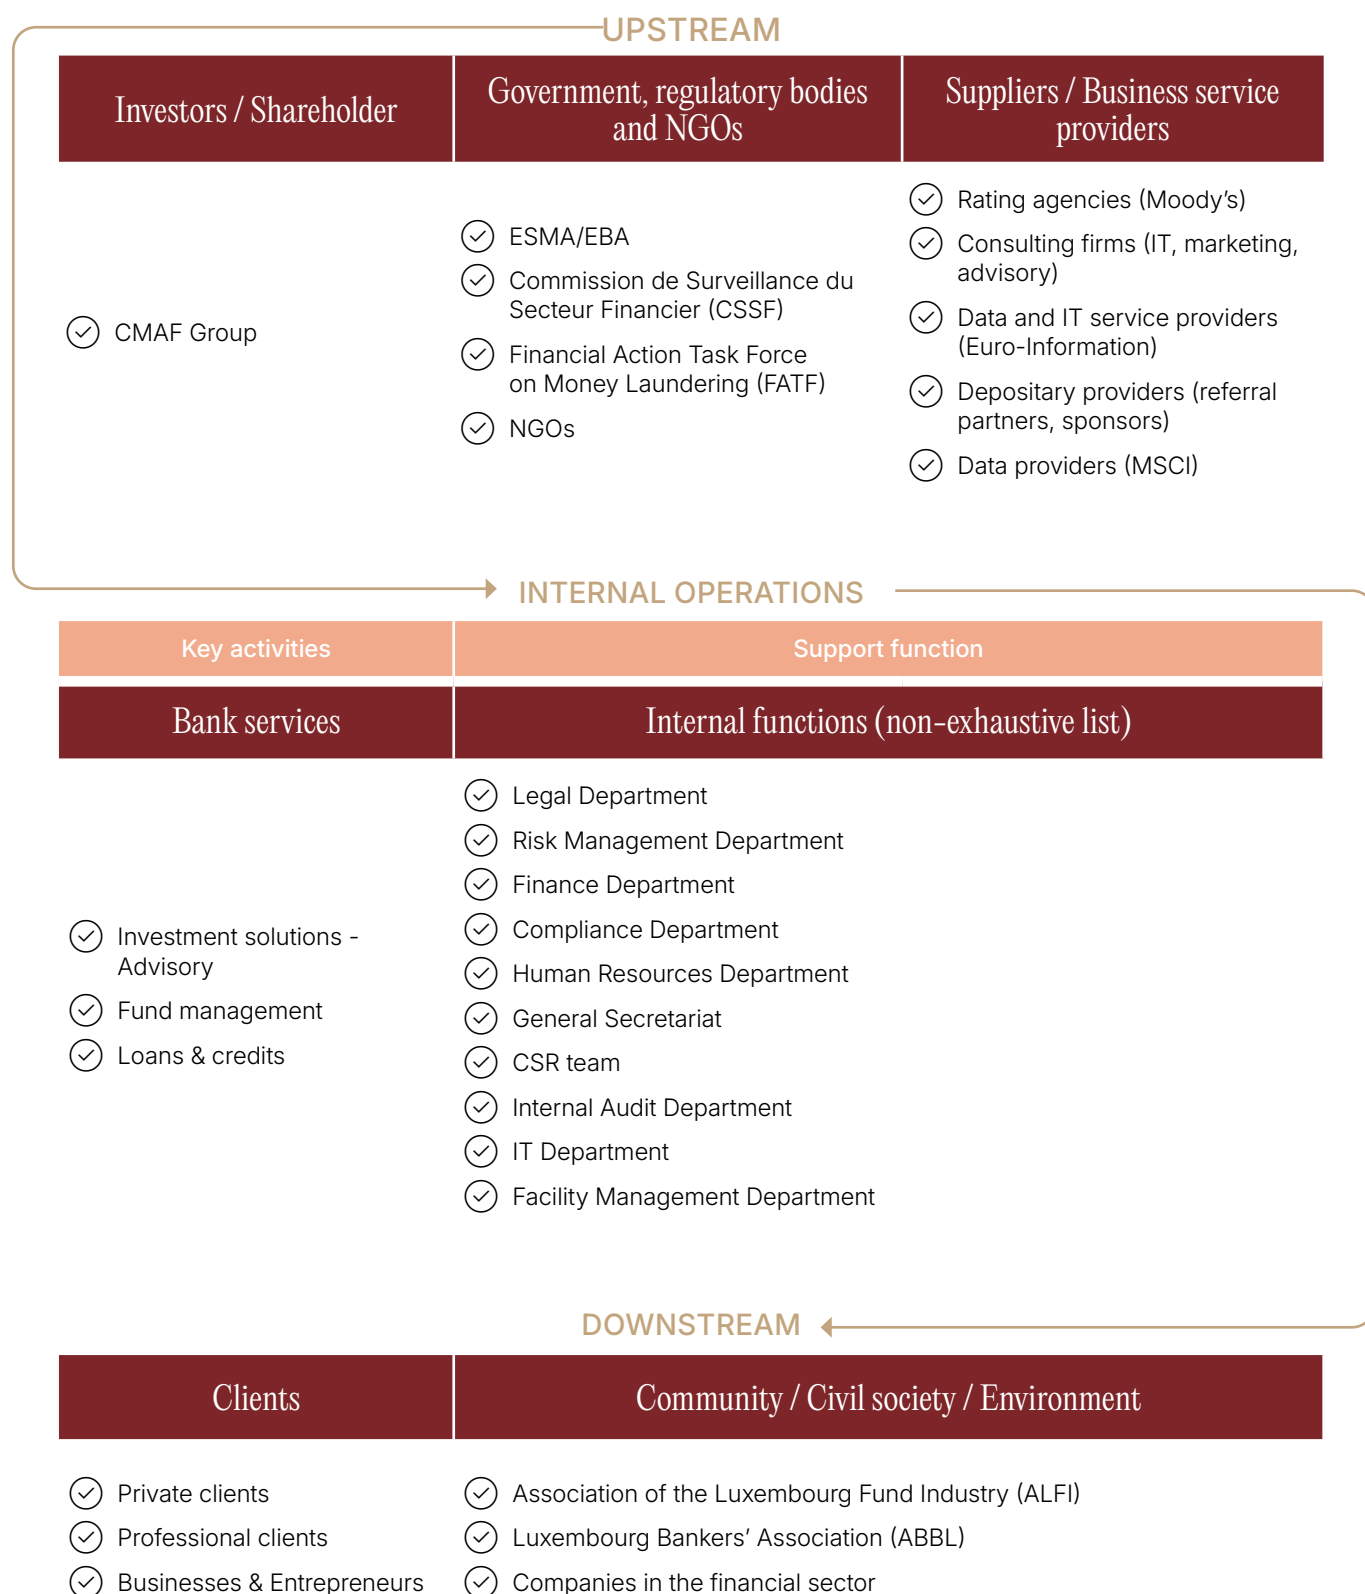 UPSTREAM
Investors / Shareholder
Government, regulatory bodies
and NGOs
Suppliers / Business service
providers
CMAF Group
ESMA/EBA
Commission de Surveillance du
Secteur Financier (CSSF)
Financial Action Task Force
on Money Laundering (FATF)
NGOs
Rating agencies (Moody’s)
Consulting firms (IT, marketing,
advisory)
Data and IT service providers
(Euro-Information)
Depositary providers (referral
partners, sponsors)
Data providers (MSCI)
INTERNAL OPERATIONS
Key activities
Support function
Bank services
Internal functions (non-exhaustive list)
Investment solutions -
Advisory
Fund management
Loans & credits
Legal Department
Risk Management Department
Finance Department
Compliance Department
Human Resources Department
General Secretariat
CSR team
Internal Audit Department
IT Department
Facility Management Department
DOWNSTREAM
Clients
Community / Civil society / Environment
Private clients
Professional clients
Businesses & Entrepreneurs
Association of the Luxembourg Fund Industry (ALFI)
Luxembourg Bankers’ Association (ABBL)
Companies in the financial sector